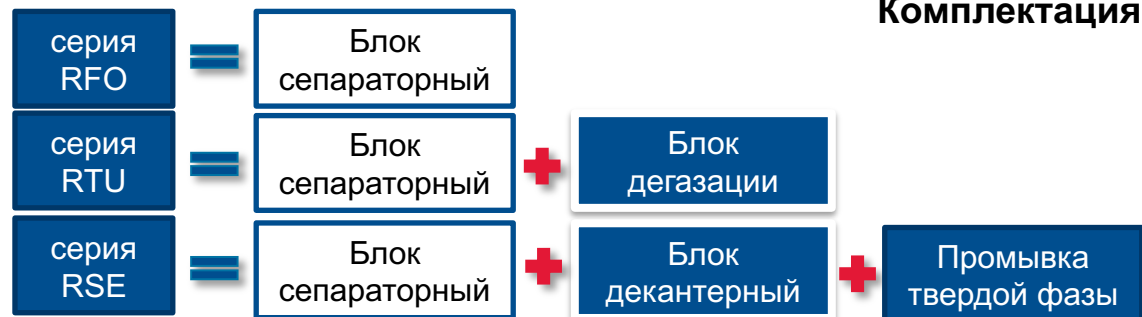 Комплектация
серия
RFO
Блок
сепараторный
серия
RTU
Блок
сепараторный
Блок
дегазации
серия
RSE
Блок
сепараторный
Блок
декантерный
Промывка
твердой фазы